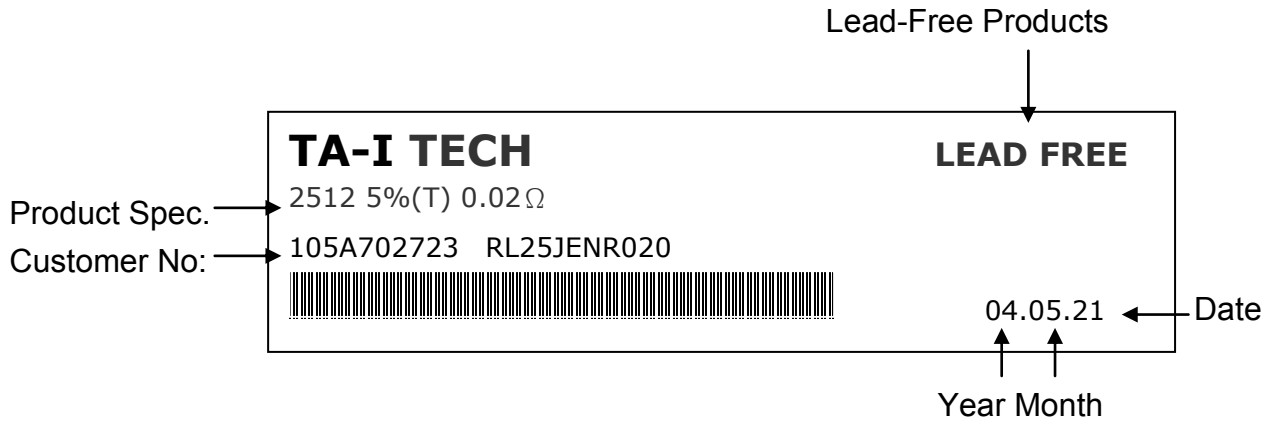 Lead-Free Products
TA-I TECH
LEAD FREE
Product Spec.
2512 5%(T) 0.02Ω
Customer No:
105A702723 RL25JENR020
04.05.21
Date
Year Month